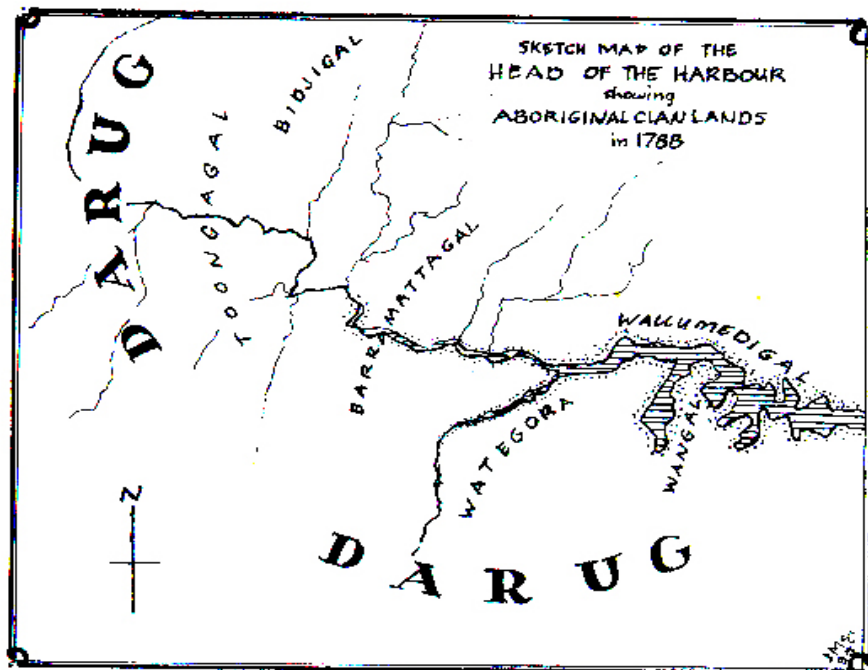 SKETCH MAP OF THE
HEAD OF THE HARBOUR
showing
ABORIGINAL CLAN LANDS
in 1788
DARUG
TOONGAGAL
BIDJIGAL
BARRAMATTAGAL
WALLUMEDIGAL
WANGAL
WATEGORA
N
DARUG